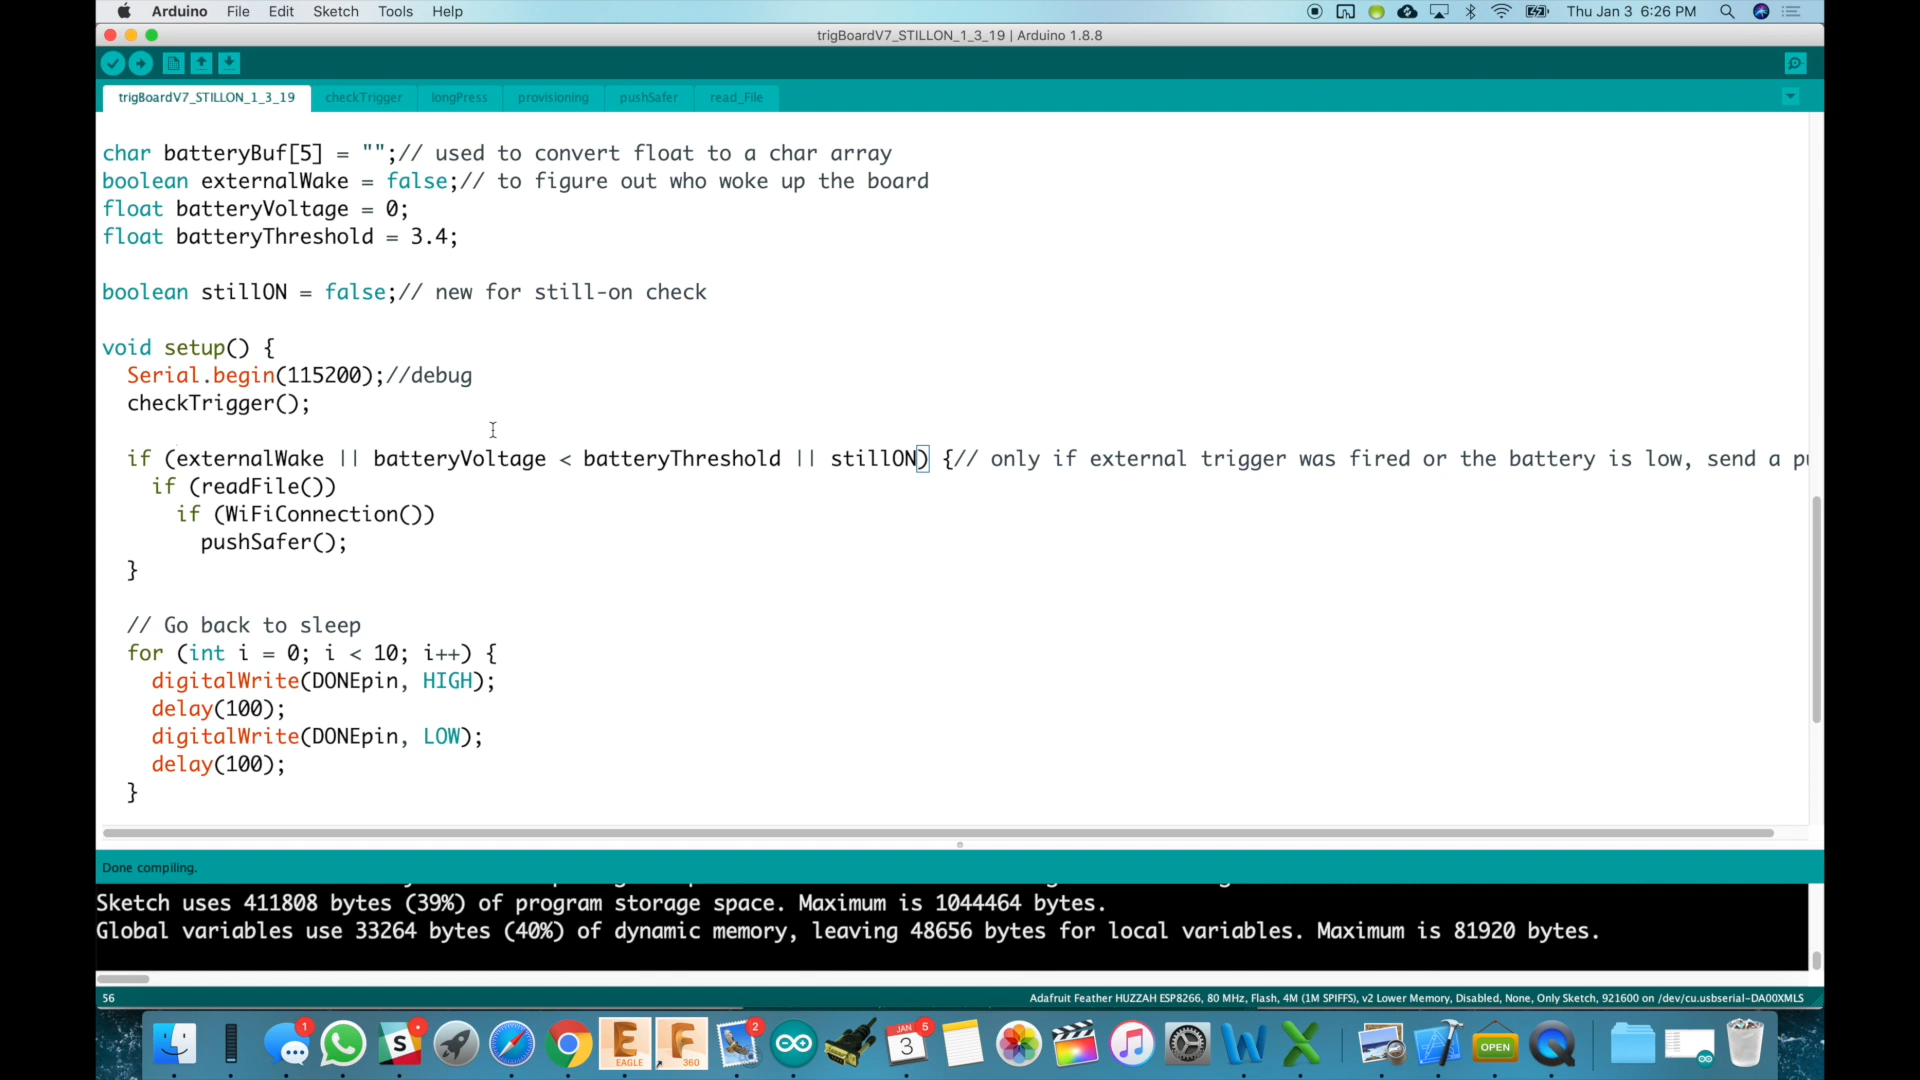 Arduino File Edit Sketch Tools Help Thu Jan 3 6:26 PM
trigBoardV7_STILLON_1_3_19 | Arduino 1.8.8
trigBoardV7_STILLON_1_3_19 checkTrigger longPress provisioning pushSafer read_File
char batteryBuf[5] = "";// used to convert float to a char array
boolean externalWake = false;// to figure out who woke up the board
float batteryVoltage = 0;
float batteryThreshold = 3.4;
boolean stillON = false;// new for still-on check
void setup() {
Serial.begin(115200);//debug
checkTrigger();
if (externalWake || batteryVoltage < batteryThreshold || stillON) {// only if external trigger was fired or the battery is low, send a
if (readFile())
if (WiFiConnection())
pushSafer();
}
// Go back to sleep
for (int i = 0; i < 10; i++) {
digitalWrite(DONEpin, HIGH);
delay(100);
digitalWrite(DONEpin, LOW);
delay(100);
}
Done compiling.
Sketch uses 411808 bytes (39%) of program storage space. Maximum is 1044464 bytes.
Global variables use 33264 bytes (40%) of dynamic memory, leaving 48656 bytes for local variables. Maximum is 81920 bytes.
56 Adafruit Feather HUZZAH ESP8266, 80 MHz, Flash, 4M (1M SPIFFS), v2 Lower Memory, Disabled, None, Only Sketch, 921600 on /dev/cu.usbserial-DA00XMLS
1 2 JAN 5
3
EAGLE 360 OPEN